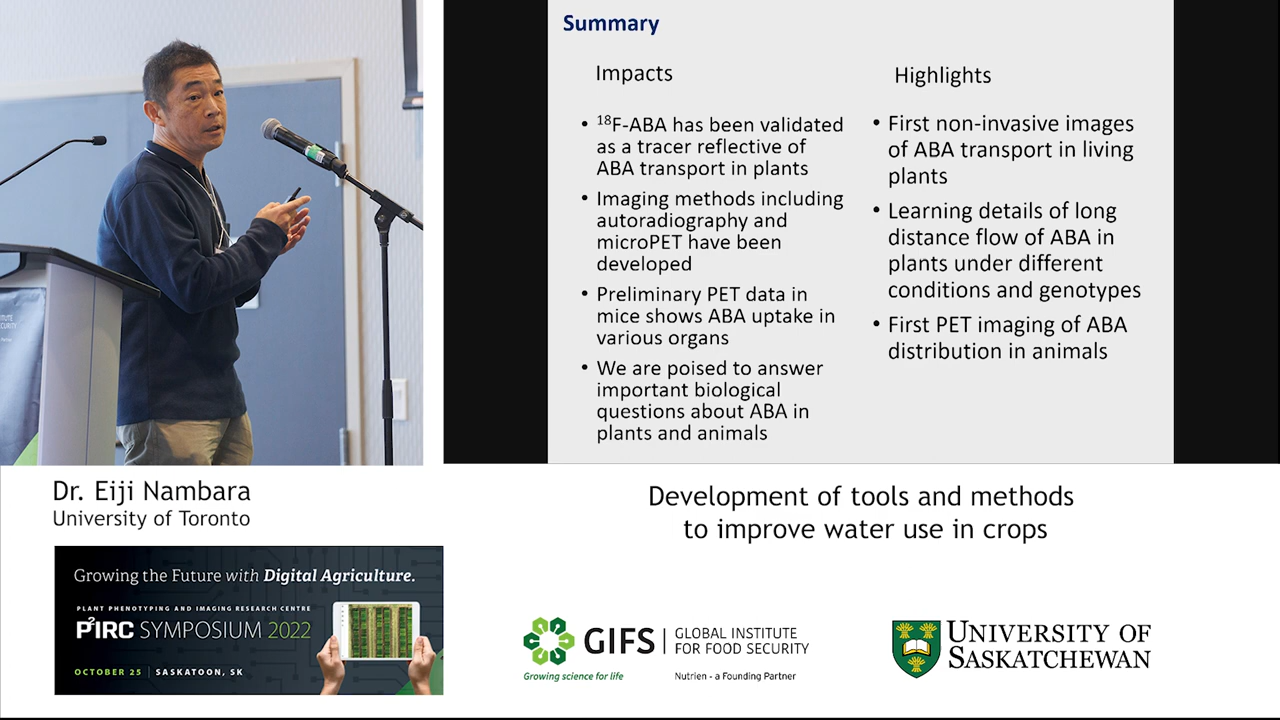 Summary
Impacts
• ¹⁸F-ABA has been validated
as a tracer reflective of
ABA transport in plants
• Imaging methods including
autoradiography and
microPET have been
developed
• Preliminary PET data in
mice shows ABA uptake in
various organs
• We are poised to answer
important biological
questions about ABA in
plants and animals
Highlights
• First non-invasive images
of ABA transport in living
plants
• Learning details of long
distance flow of ABA in
plants under different
conditions and genotypes
• First PET imaging of ABA
distribution in animals
Dr. Eiji Nambara
University of Toronto
Development of tools and methods
to improve water use in crops
Growing the Future with Digital Agriculture.
PLANT PHENOTYPING AND IMAGING RESEARCH CENTRE
P²IRC SYMPOSIUM 2022
OCTOBER 25 | SASKATOON, SK
GIFS | GLOBAL INSTITUTE
FOR FOOD SECURITY
Growing science for life
Nutrien - a Founding Partner
UNIVERSITY OF
SASKATCHEWAN